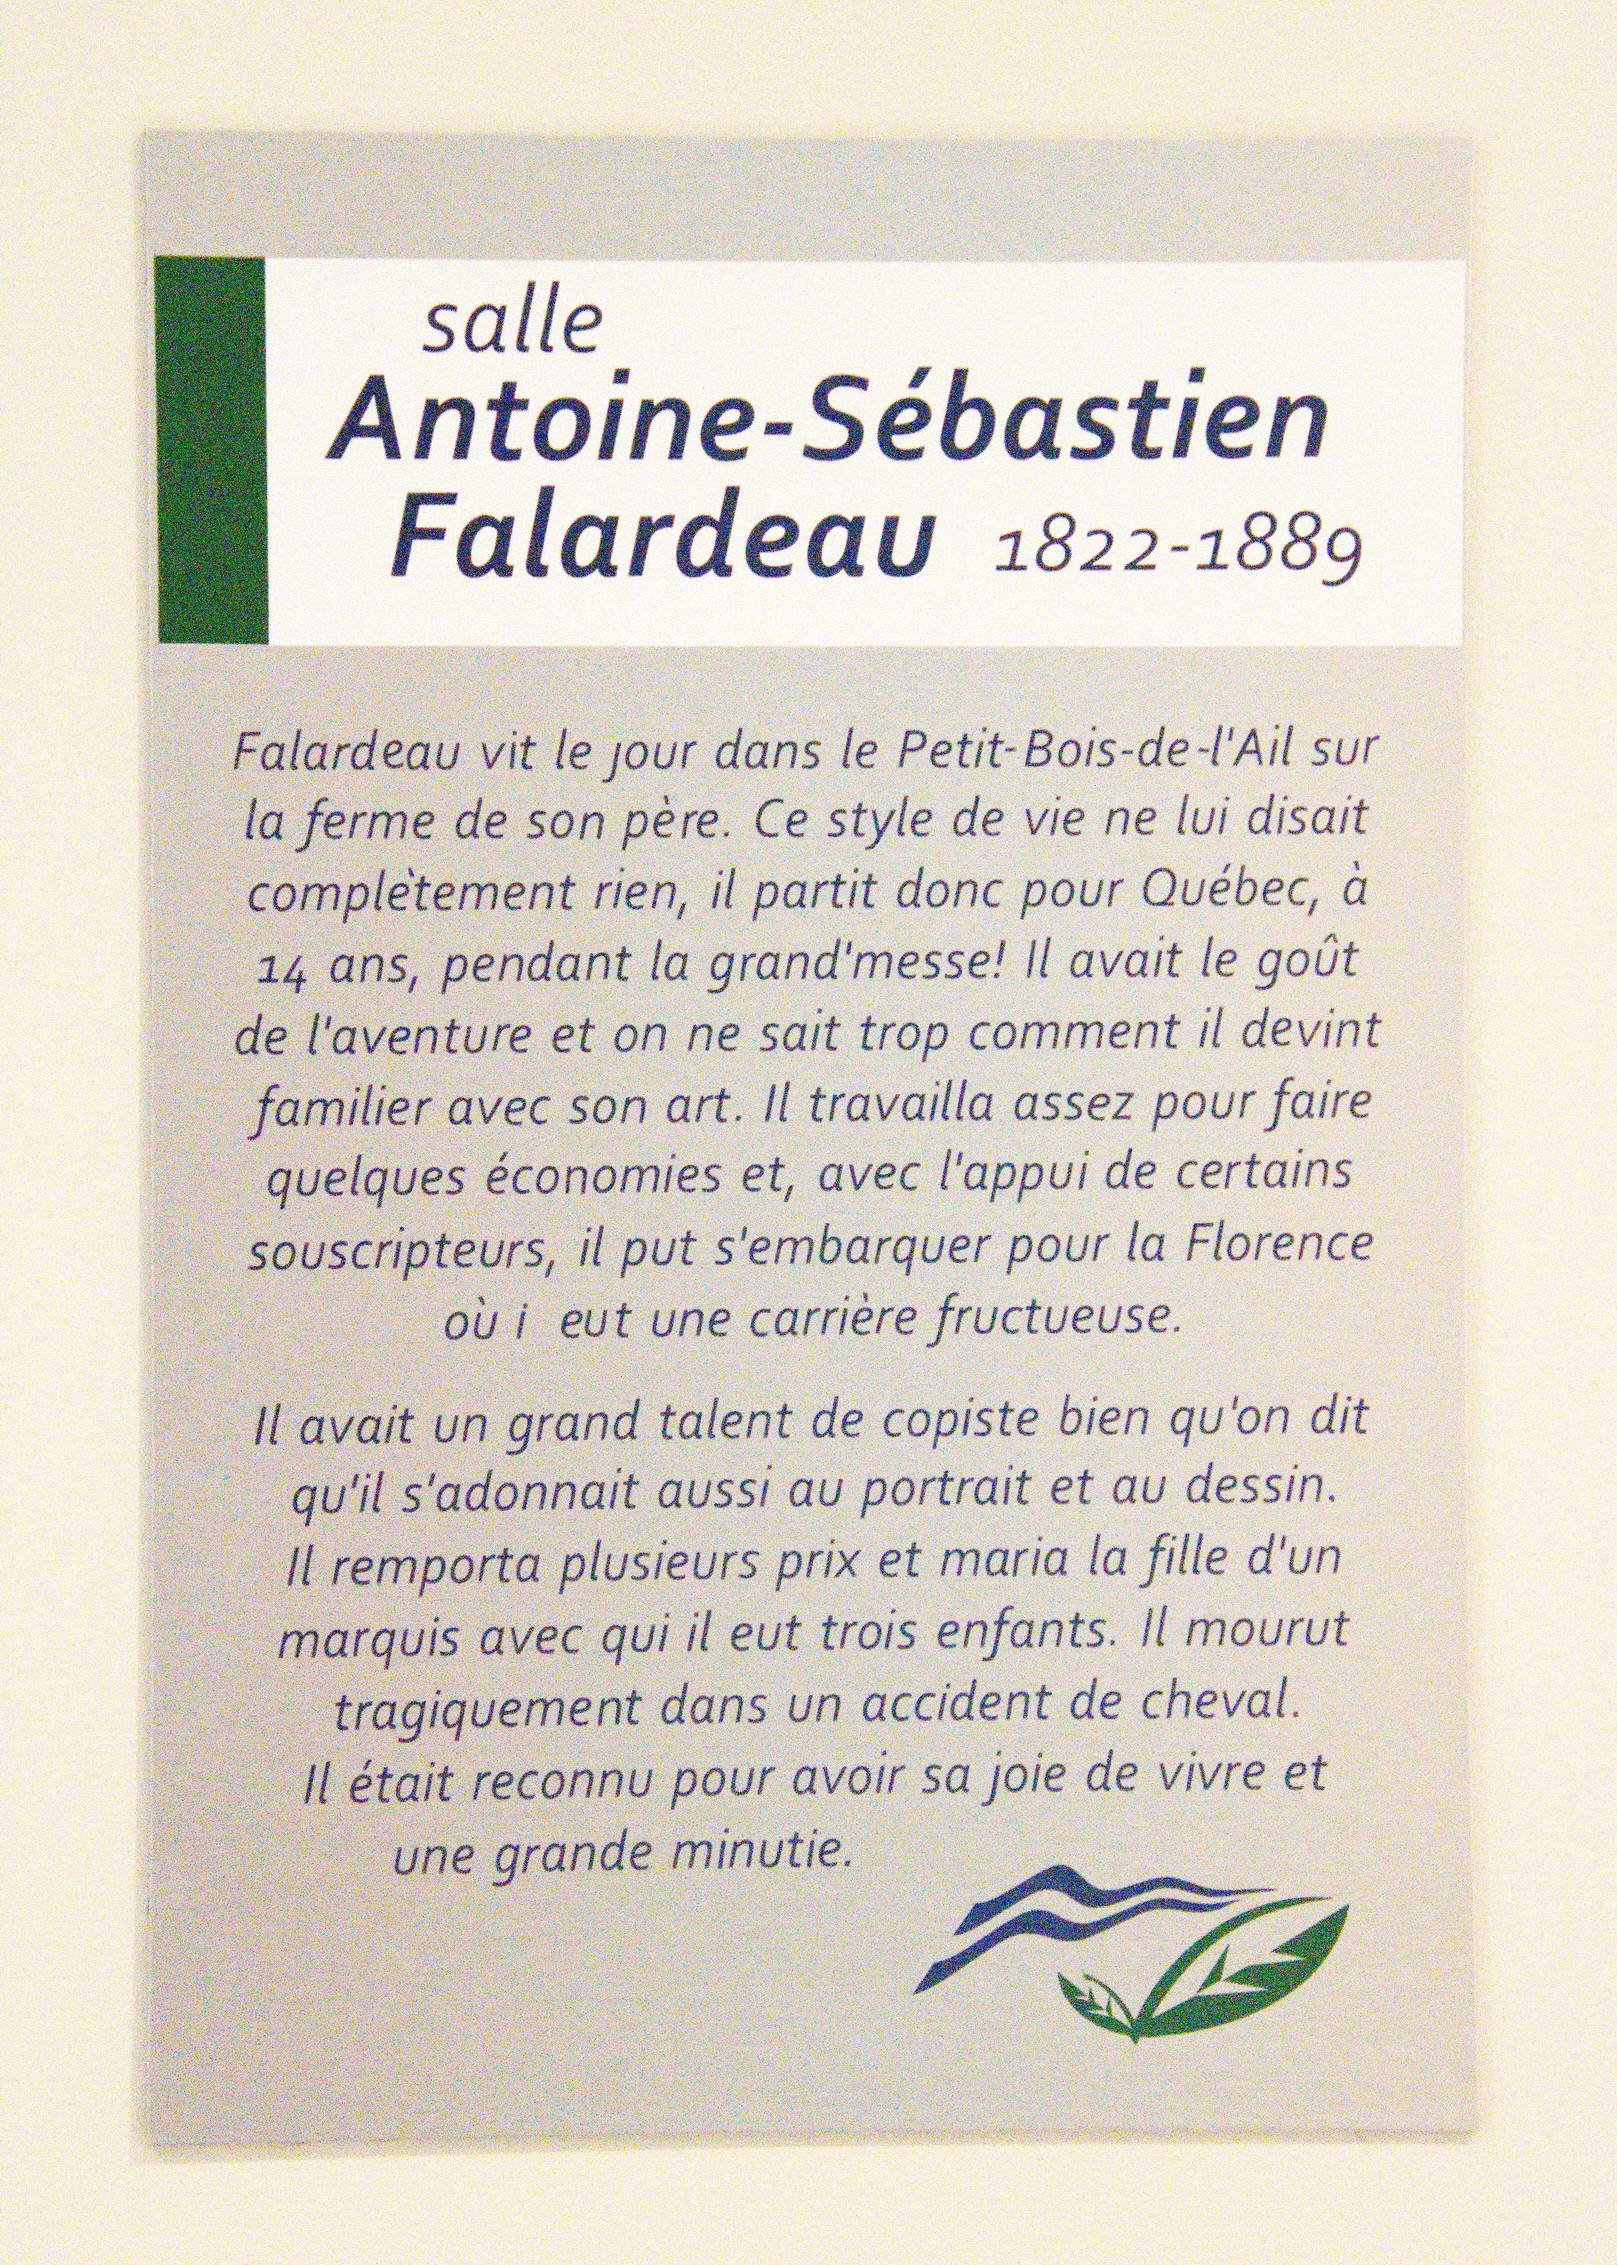 salle
Antoine-Sébastien
Falardeau 1822-1889
Falardeau vit le jour dans le Petit-Bois-de-l'Ail sur
la ferme de son père. Ce style de vie ne lui disait
complètement rien, il partit donc pour Québec, à
14 ans, pendant la grand'messe! Il avait le goût
de l'aventure et on ne sait trop comment il devint
familier avec son art. Il travailla assez pour faire
quelques économies et, avec l'appui de certains
souscripteurs, il put s'embarquer pour la Florence
où i eut une carrière fructueuse.
Il avait un grand talent de copiste bien qu'on dit
qu'il s'adonnait aussi au portrait et au dessin.
Il remporta plusieurs prix et maria la fille d'un
marquis avec qui il eut trois enfants. Il mourut
tragiquement dans un accident de cheval.
Il était reconnu pour avoir sa joie de vivre et
une grande minutie.